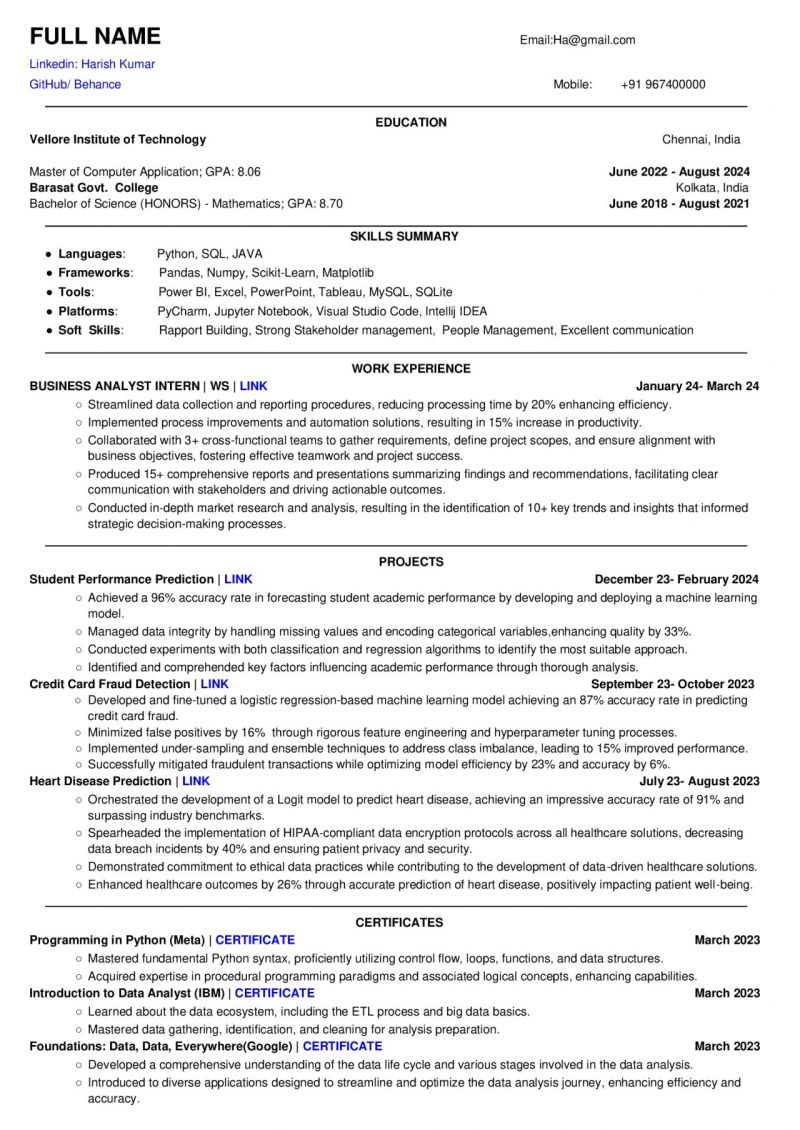 FULL NAME
Email:Ha@gmail.com
Linkedin: Harish Kumar
GitHub/ Behance
Mobile: +91 967400000
EDUCATION
Vellore Institute of Technology Chennai, India
Master of Computer Application; GPA: 8.06 June 2022 - August 2024
Barasat Govt. College Kolkata, India
Bachelor of Science (HONORS) - Mathematics; GPA: 8.70 June 2018 - August 2021
SKILLS SUMMARY
● Languages: Python, SQL, JAVA
● Frameworks: Pandas, Numpy, Scikit-Learn, Matplotlib
● Tools: Power BI, Excel, PowerPoint, Tableau, MySQL, SQLite
● Platforms: PyCharm, Jupyter Notebook, Visual Studio Code, Intellij IDEA
● Soft Skills: Rapport Building, Strong Stakeholder management, People Management, Excellent communication
WORK EXPERIENCE
BUSINESS ANALYST INTERN | WS | LINK January 24- March 24
○ Streamlined data collection and reporting procedures, reducing processing time by 20% enhancing efficiency.
○ Implemented process improvements and automation solutions, resulting in 15% increase in productivity.
○ Collaborated with 3+ cross-functional teams to gather requirements, define project scopes, and ensure alignment with
business objectives, fostering effective teamwork and project success.
○ Produced 15+ comprehensive reports and presentations summarizing findings and recommendations, facilitating clear
communication with stakeholders and driving actionable outcomes.
○ Conducted in-depth market research and analysis, resulting in the identification of 10+ key trends and insights that informed
strategic decision-making processes.
PROJECTS
Student Performance Prediction | LINK December 23- February 2024
○ Achieved a 96% accuracy rate in forecasting student academic performance by developing and deploying a machine learning
model.
○ Managed data integrity by handling missing values and encoding categorical variables,enhancing quality by 33%.
○ Conducted experiments with both classification and regression algorithms to identify the most suitable approach.
○ Identified and comprehended key factors influencing academic performance through thorough analysis.
Credit Card Fraud Detection | LINK September 23- October 2023
○ Developed and fine-tuned a logistic regression-based machine learning model achieving an 87% accuracy rate in predicting
credit card fraud.
○ Minimized false positives by 16% through rigorous feature engineering and hyperparameter tuning processes.
○ Implemented under-sampling and ensemble techniques to address class imbalance, leading to 15% improved performance.
○ Successfully mitigated fraudulent transactions while optimizing model efficiency by 23% and accuracy by 6%.
Heart Disease Prediction | LINK July 23- August 2023
○ Orchestrated the development of a Logit model to predict heart disease, achieving an impressive accuracy rate of 91% and
surpassing industry benchmarks.
○ Spearheaded the implementation of HIPAA-compliant data encryption protocols across all healthcare solutions, decreasing
data breach incidents by 40% and ensuring patient privacy and security.
○ Demonstrated commitment to ethical data practices while contributing to the development of data-driven healthcare solutions.
○ Enhanced healthcare outcomes by 26% through accurate prediction of heart disease, positively impacting patient well-being.
CERTIFICATES
Programming in Python (Meta) | CERTIFICATE March 2023
○ Mastered fundamental Python syntax, proficiently utilizing control flow, loops, functions, and data structures.
○ Acquired expertise in procedural programming paradigms and associated logical concepts, enhancing capabilities.
Introduction to Data Analyst (IBM) | CERTIFICATE March 2023
○ Learned about the data ecosystem, including the ETL process and big data basics.
○ Mastered data gathering, identification, and cleaning for analysis preparation.
Foundations: Data, Data, Everywhere(Google) | CERTIFICATE March 2023
○ Developed a comprehensive understanding of the data life cycle and various stages involved in the data analysis.
○ Introduced to diverse applications designed to streamline and optimize the data analysis journey, enhancing efficiency and
accuracy.